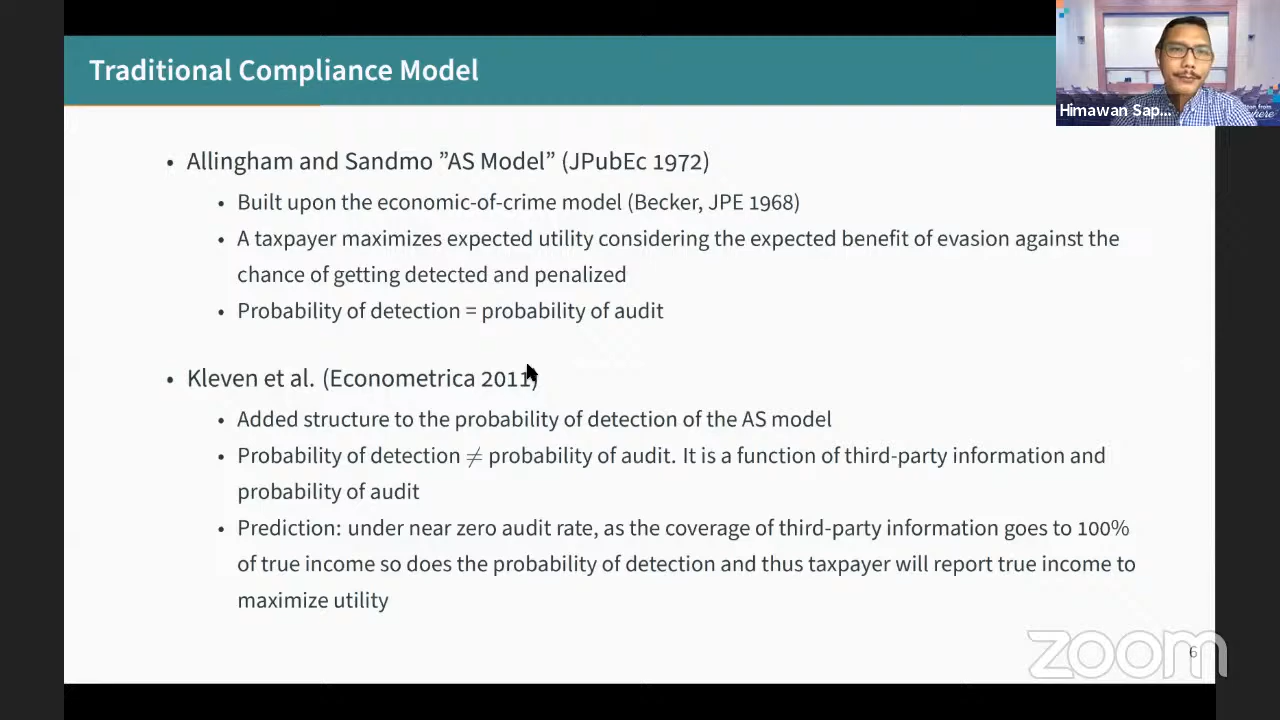 Traditional Compliance Model
Himawan Sap...
• Allingham and Sandmo ”AS Model” (JPubEc 1972)
• Built upon the economic-of-crime model (Becker, JPE 1968)
• A taxpayer maximizes expected utility considering the expected benefit of evasion against the
chance of getting detected and penalized
• Probability of detection = probability of audit
• Kleven et al. (Econometrica 2011)
• Added structure to the probability of detection of the AS model
• Probability of detection ≠ probability of audit. It is a function of third-party information and
probability of audit
• Prediction: under near zero audit rate, as the coverage of third-party information goes to 100%
of true income so does the probability of detection and thus taxpayer will report true income to
maximize utility
zoom
6